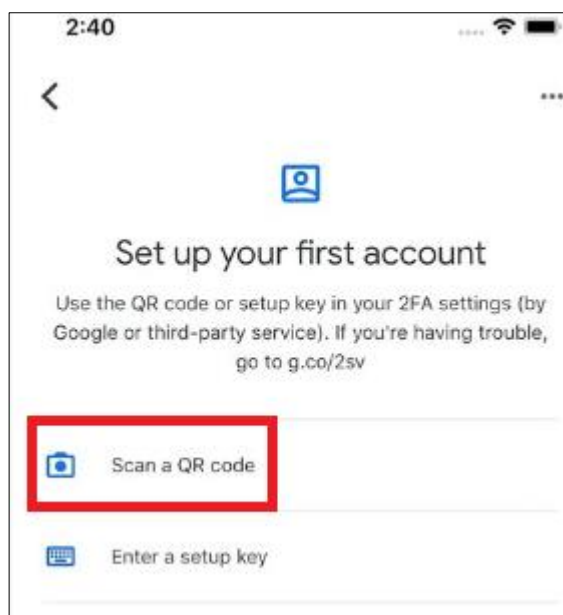 2:40
Set up your first account
Use the QR code or setup key in your 2FA settings (by
Google or third-party service). If you're having trouble,
go to g.co/2sv
Scan a QR code
Enter a setup key